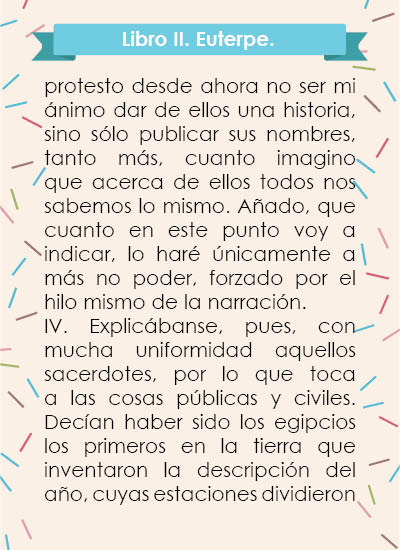 Libro II. Euterpe.
protesto desde ahora no ser mi
ánimo dar de ellos una historia,
sino sólo publicar sus nombres,
tanto más, cuanto imagino
que acerca de ellos todos nos
sabemos lo mismo. Añado, que
cuanto en este punto voy a
indicar, lo haré únicamente a
más no poder, forzado por el
hilo mismo de la narración.
IV. Explicábanse, pues, con
mucha uniformidad aquellos
sacerdotes, por lo que toca
a las cosas públicas y civiles.
Decían haber sido los egipcios
los primeros en la tierra que
inventaron la descripción del
año, cuyas estaciones dividieron